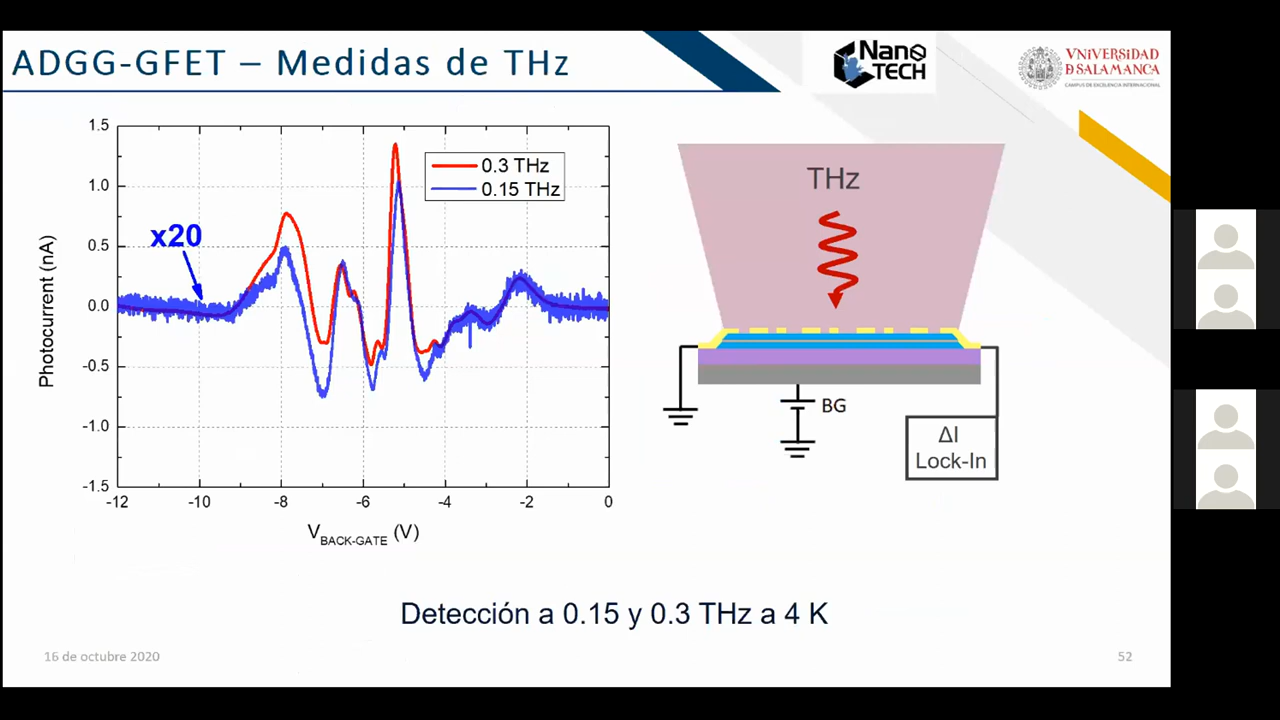 ADGG-GFET – Medidas de THz
Nano
TECH
VNiVERSiDAD
D SALAMANCA
CAMPUS DE EXCELENCIA INTERNACIONAL
1.5
1.0
0.5
0.0
-0.5
-1.0
-1.5
-12
-10
-8
-6
-4
-2
0
Photocurrent (nA)
V BACK-GATE (V)
0.3 THz
0.15 THz
x20
THz
BG
ΔI
Lock-In
Detección a 0.15 y 0.3 THz a 4 K
16 de octubre 2020
52